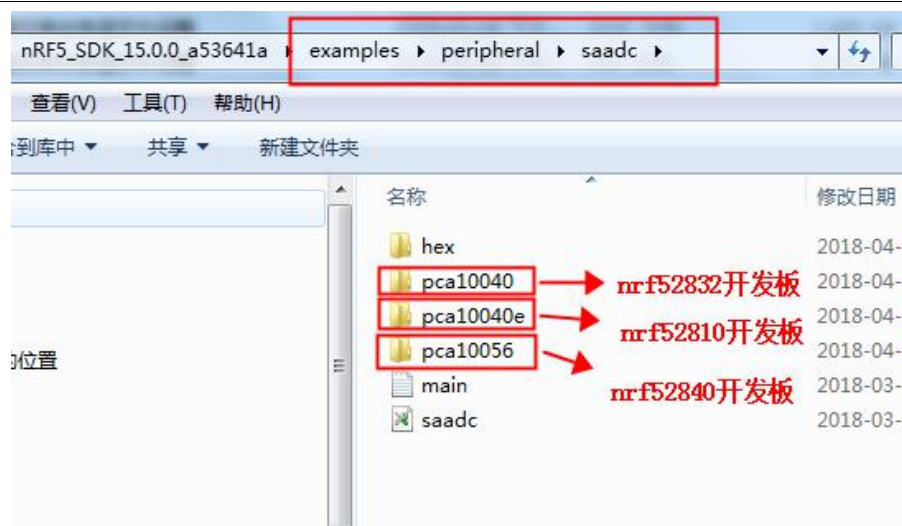 nRF5_SDK_15.0.0_a53641a examples peripheral saadc
查看(V) 工具(T) 帮助(H)
到库中 共享 新建文件夹
名称 修改日期
hex 2018-04-
pca10040 nrf52832开发板 2018-04-
pca10040e nrf52810开发板 2018-04-
的位置 pca10056 2018-04-
main nrf52840开发板 2018-03-
saadc 2018-03-